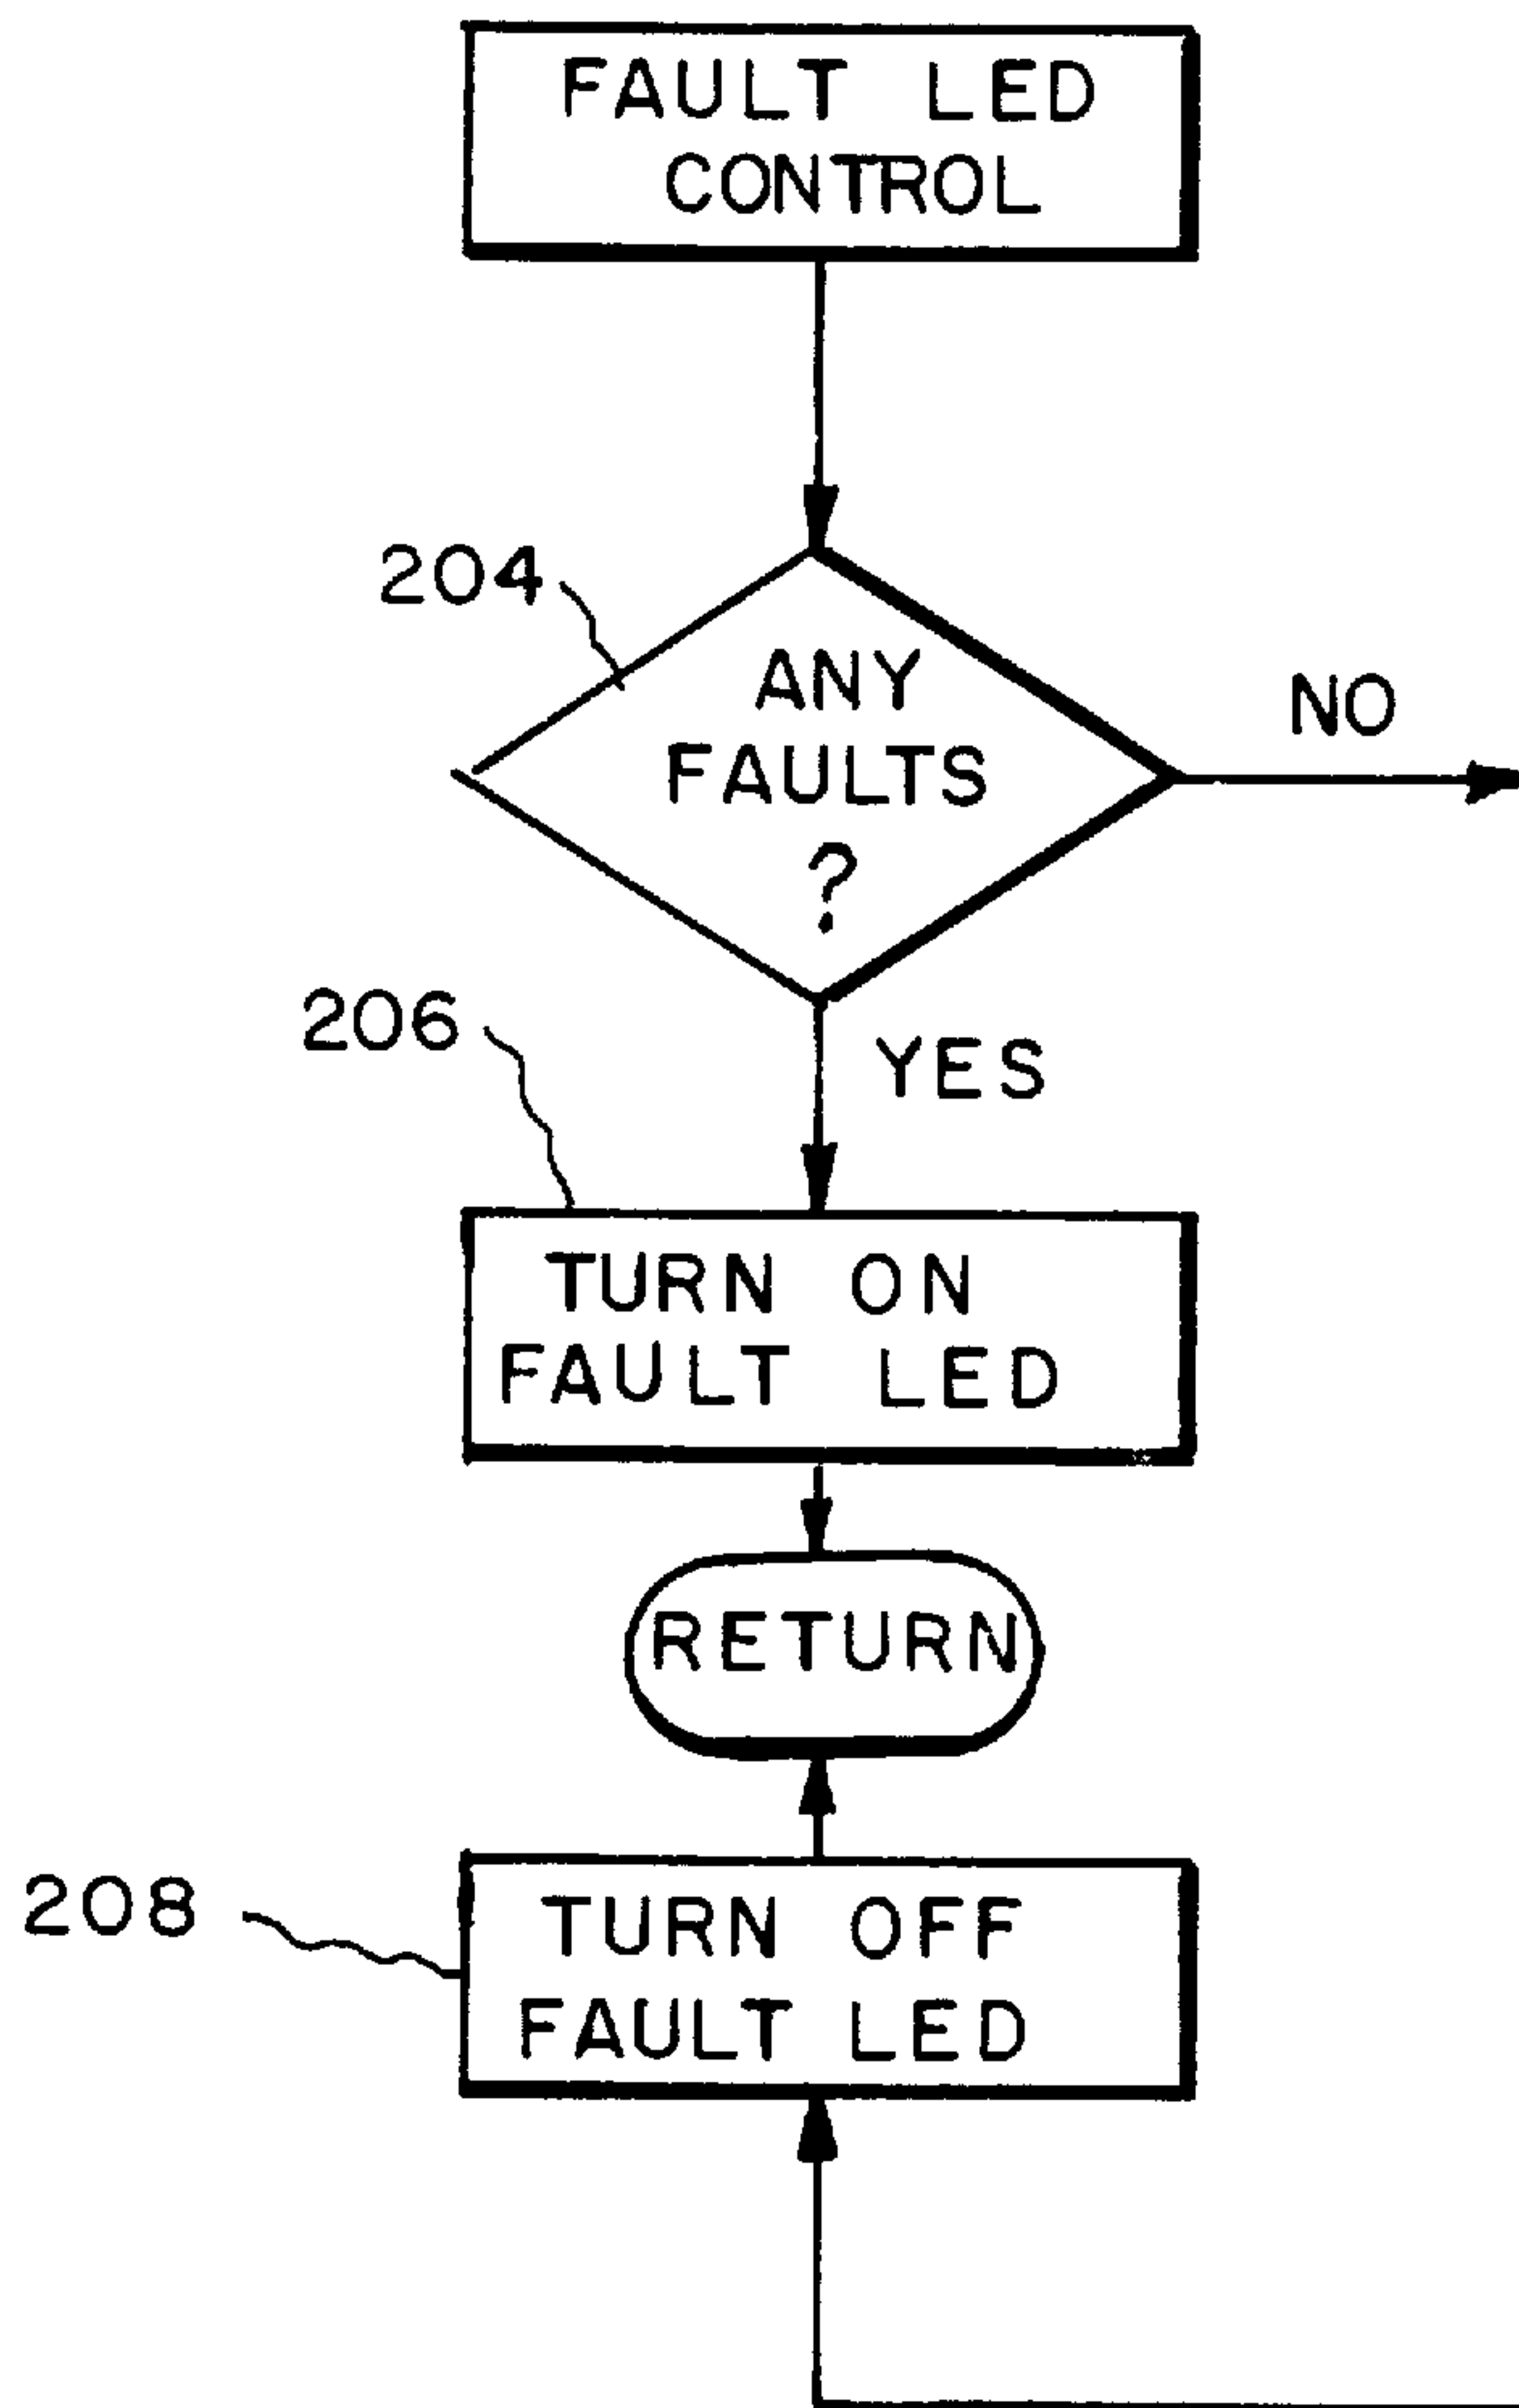 FAULT LED
CONTROL
204
ANY
FAULTS
?
NO
206
YES
TURN ON
FAULT LED
RETURN
208
TURN OFF
FAULT LED